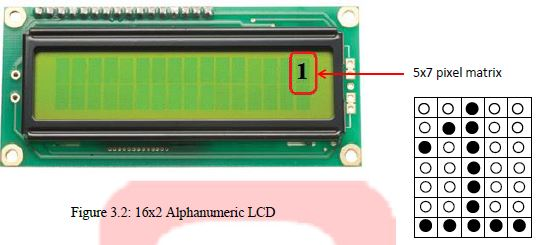 1
5x7 pixel matrix
Figure 3.2: 16x2 Alphanumeric LCD